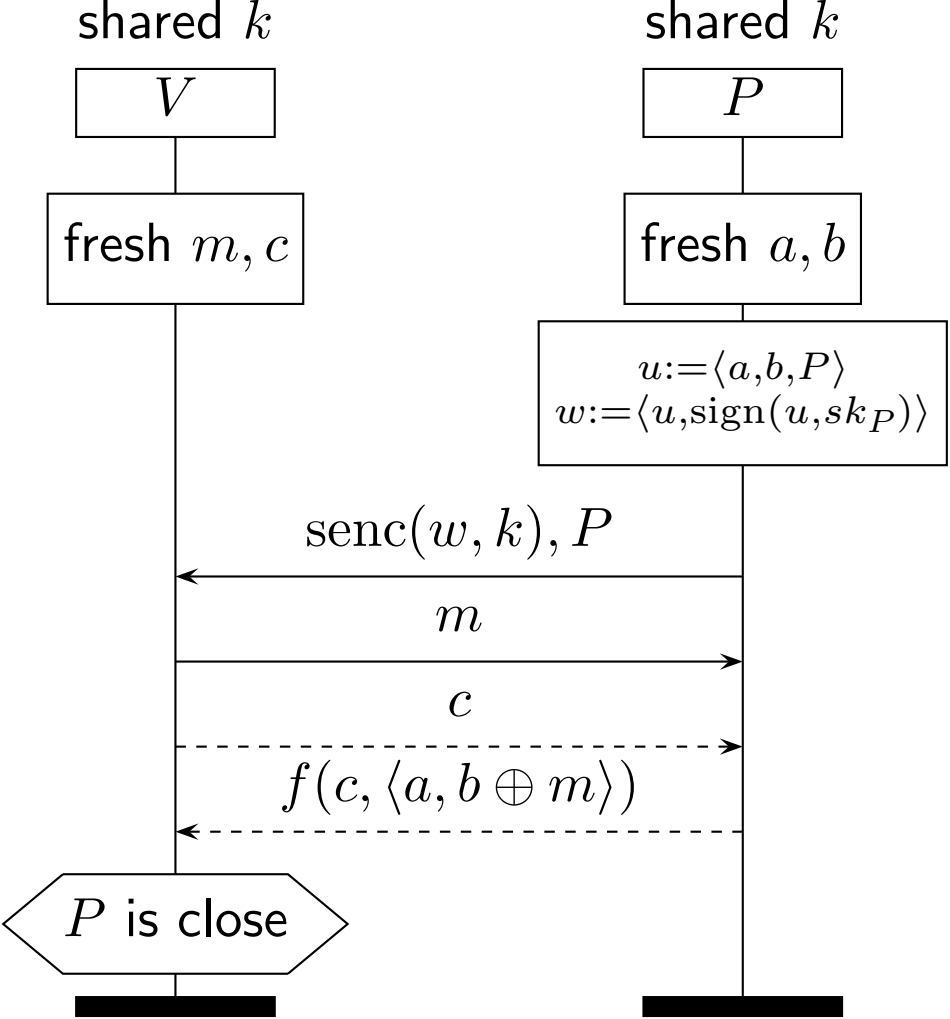 shared k shared k
V P
fresh m, c fresh a, b
u:=⟨a,b,P⟩
w:=⟨u,sign(u,sk_P)⟩
senc(w, k), P
m
c
f(c, ⟨a, b ⊕ m⟩)
P is close